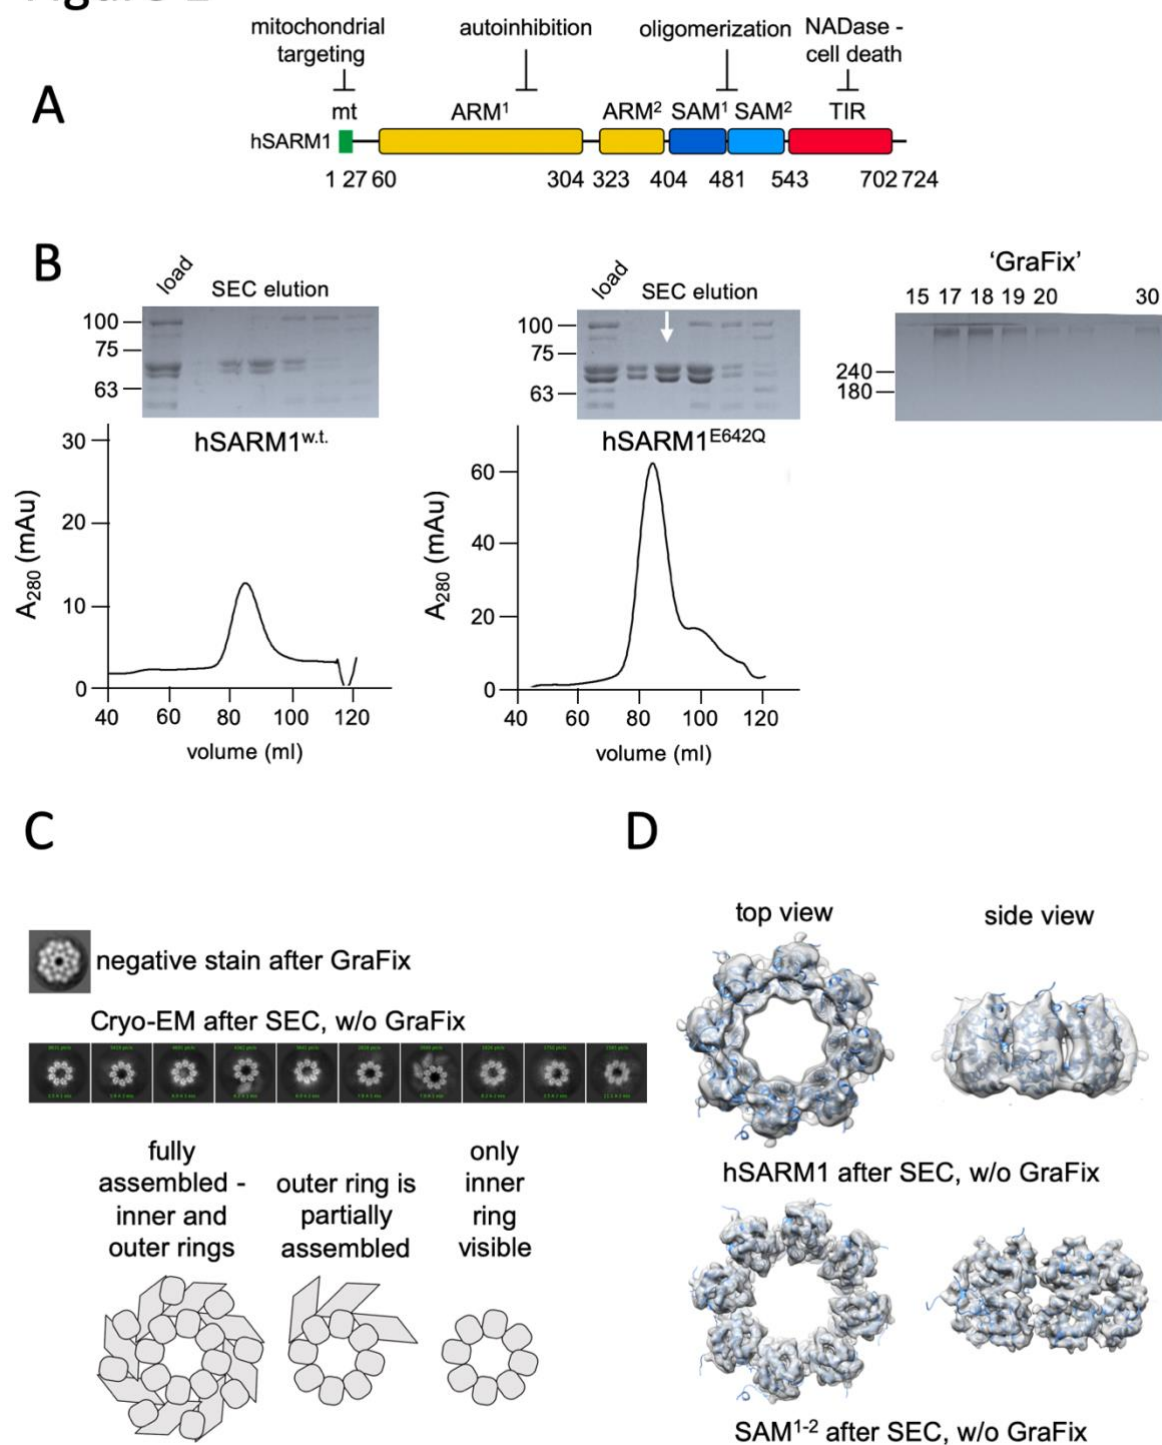 mitochondrial targeting
autoinhibition
oligomerization
NADase - cell death
A
mt
ARM¹
ARM²
SAM¹
SAM²
TIR
hSARM1
1 27 60 304 323 404 481 543 702 724
B
load
SEC elution
100
75
63
hSARM1w.t.
30
20
10
0
A280 (mAu)
40 60 80 100 120
volume (ml)
load
SEC elution
100
75
63
hSARM1E642Q
60
40
20
0
A280 (mAu)
40 60 80 100 120
volume (ml)
'GraFix'
15 17 18 19 20 30
240
180
C
negative stain after GraFix
Cryo-EM after SEC, w/o GraFix
fully
assembled -
inner and
outer rings
outer ring is
partially
assembled
only
inner
ring
visible
D
top view
side view
hSARM1 after SEC, w/o GraFix
SAM¹⁻² after SEC, w/o GraFix